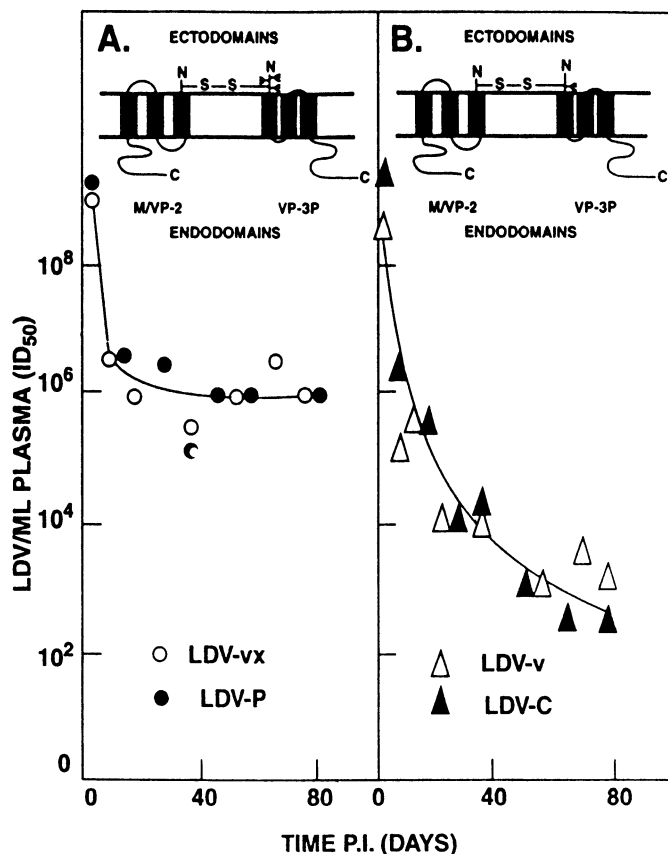 A.
ECTODOMAINS
N
S S
N
C
C
M/VP-2
VP-3P
ENDODOMAINS
B.
ECTODOMAINS
N
S S
N
C
C
M/VP-2
VP-3P
ENDODOMAINS
LDV/ML PLASMA (ID50)
10^8
10^6
10^4
10^2
0
LDV-vx
LDV-P
LDV-v
LDV-C
0 40 80 0 40 80
TIME P.I. (DAYS)